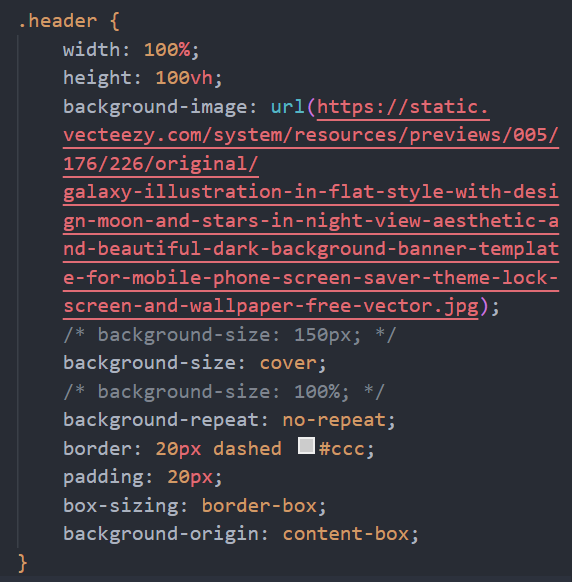 .header {
    width: 100%;
    height: 100vh;
    background-image: url(https://static.
    vecteezy.com/system/resources/previews/005/
    176/226/original/
    galaxy-illustration-in-flat-style-with-desi
    gn-moon-and-stars-in-night-view-aesthetic-a
    nd-beautiful-dark-background-banner-templat
    e-for-mobile-phone-screen-saver-theme-lock-
    screen-and-wallpaper-free-vector.jpg);
    /* background-size: 150px; */
    background-size: cover;
    /* background-size: 100%; */
    background-repeat: no-repeat;
    border: 20px dashed #ccc;
    padding: 20px;
    box-sizing: border-box;
    background-origin: content-box;
}